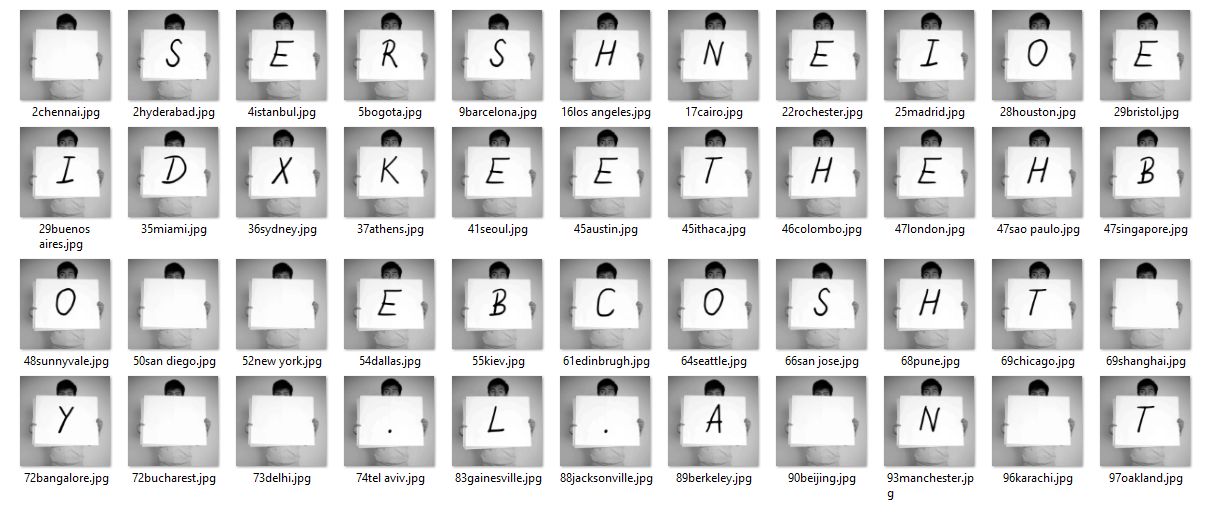 S E R S H N E I O E
2chennai.jpg 2hyderabad.jpg 4istanbul.jpg 5bogota.jpg 9barcelona.jpg 16los angeles.jpg 17cairo.jpg 22rochester.jpg 25madrid.jpg 28houston.jpg 29bristol.jpg
I D X K E E T H E H B
29buenos aires.jpg 35miami.jpg 36sydney.jpg 37athens.jpg 41seoul.jpg 45austin.jpg 45ithaca.jpg 46colombo.jpg 47london.jpg 47sao paulo.jpg 47singapore.jpg
O E B C O S H T
48sunnyvale.jpg 50san diego.jpg 52new york.jpg 54dallas.jpg 55kiev.jpg 61edinbrugh.jpg 64seattle.jpg 66san jose.jpg 68pune.jpg 69chicago.jpg 69shanghai.jpg
Y . L . A N T
72bangalore.jpg 72bucharest.jpg 73delhi.jpg 74tel aviv.jpg 83gainesville.jpg 88jacksonville.jpg 89berkeley.jpg 90beijing.jpg 93manchester.jpg 96karachi.jpg 97oakland.jpg